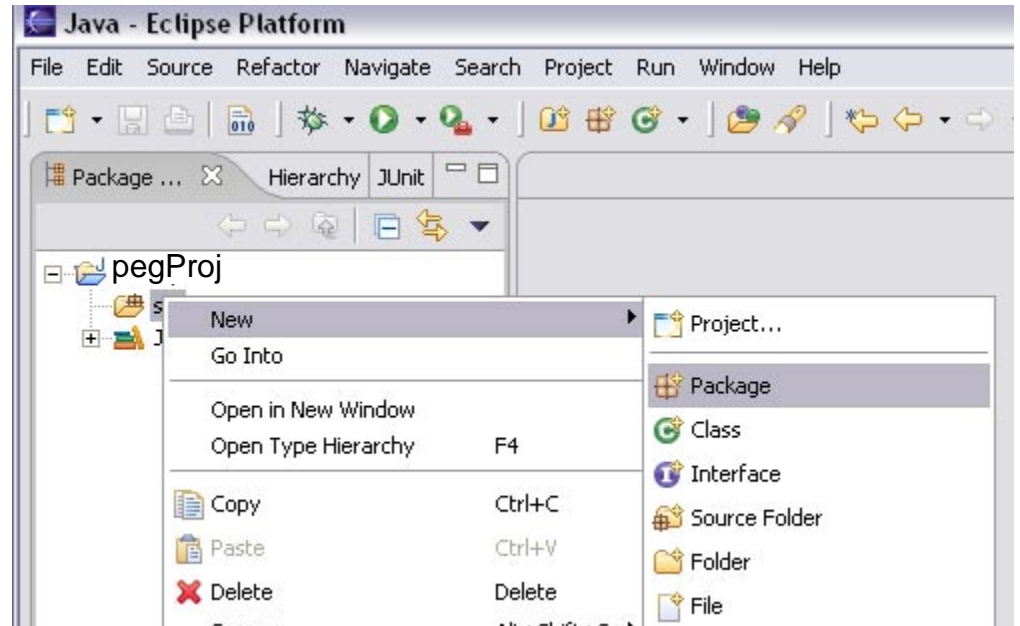 Java - Eclipse Platform
File Edit Source Refactor Navigate Search Project Run Window Help
010
Package ... Hierarchy JUnit
pegProj
s
J
New
Go Into
Open in New Window
Open Type Hierarchy F4
Copy Ctrl+C
Paste Ctrl+V
Delete Delete
Project...
Package
Class
Interface
Source Folder
Folder
File